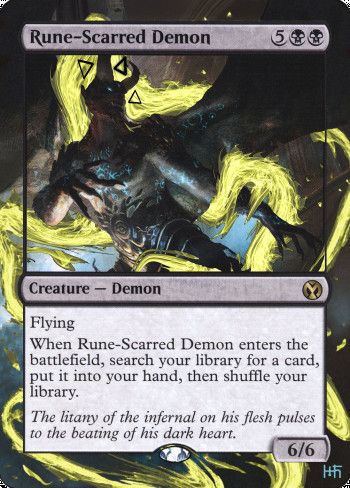 Rune-Scarred Demon 5
Creature — Demon
Flying
When Rune-Scarred Demon enters the
battlefield, search your library for a card,
put it into your hand, then shuffle your
library.
The litany of the infernal on his flesh pulses
to the beating of his dark heart.
6/6